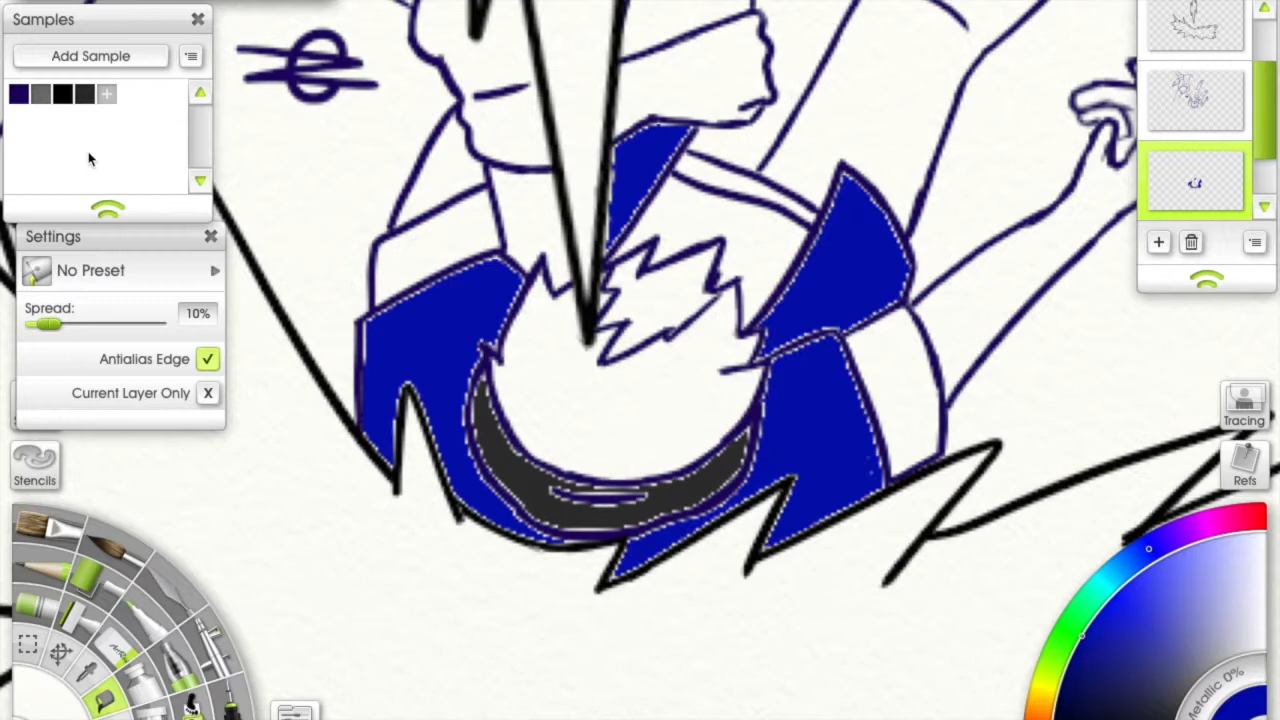 Samples
Add Sample
Settings
No Preset
Spread:
10%
Antialias Edge
Current Layer Only X
Stencils
Tracing
Refs
Metallic 0%